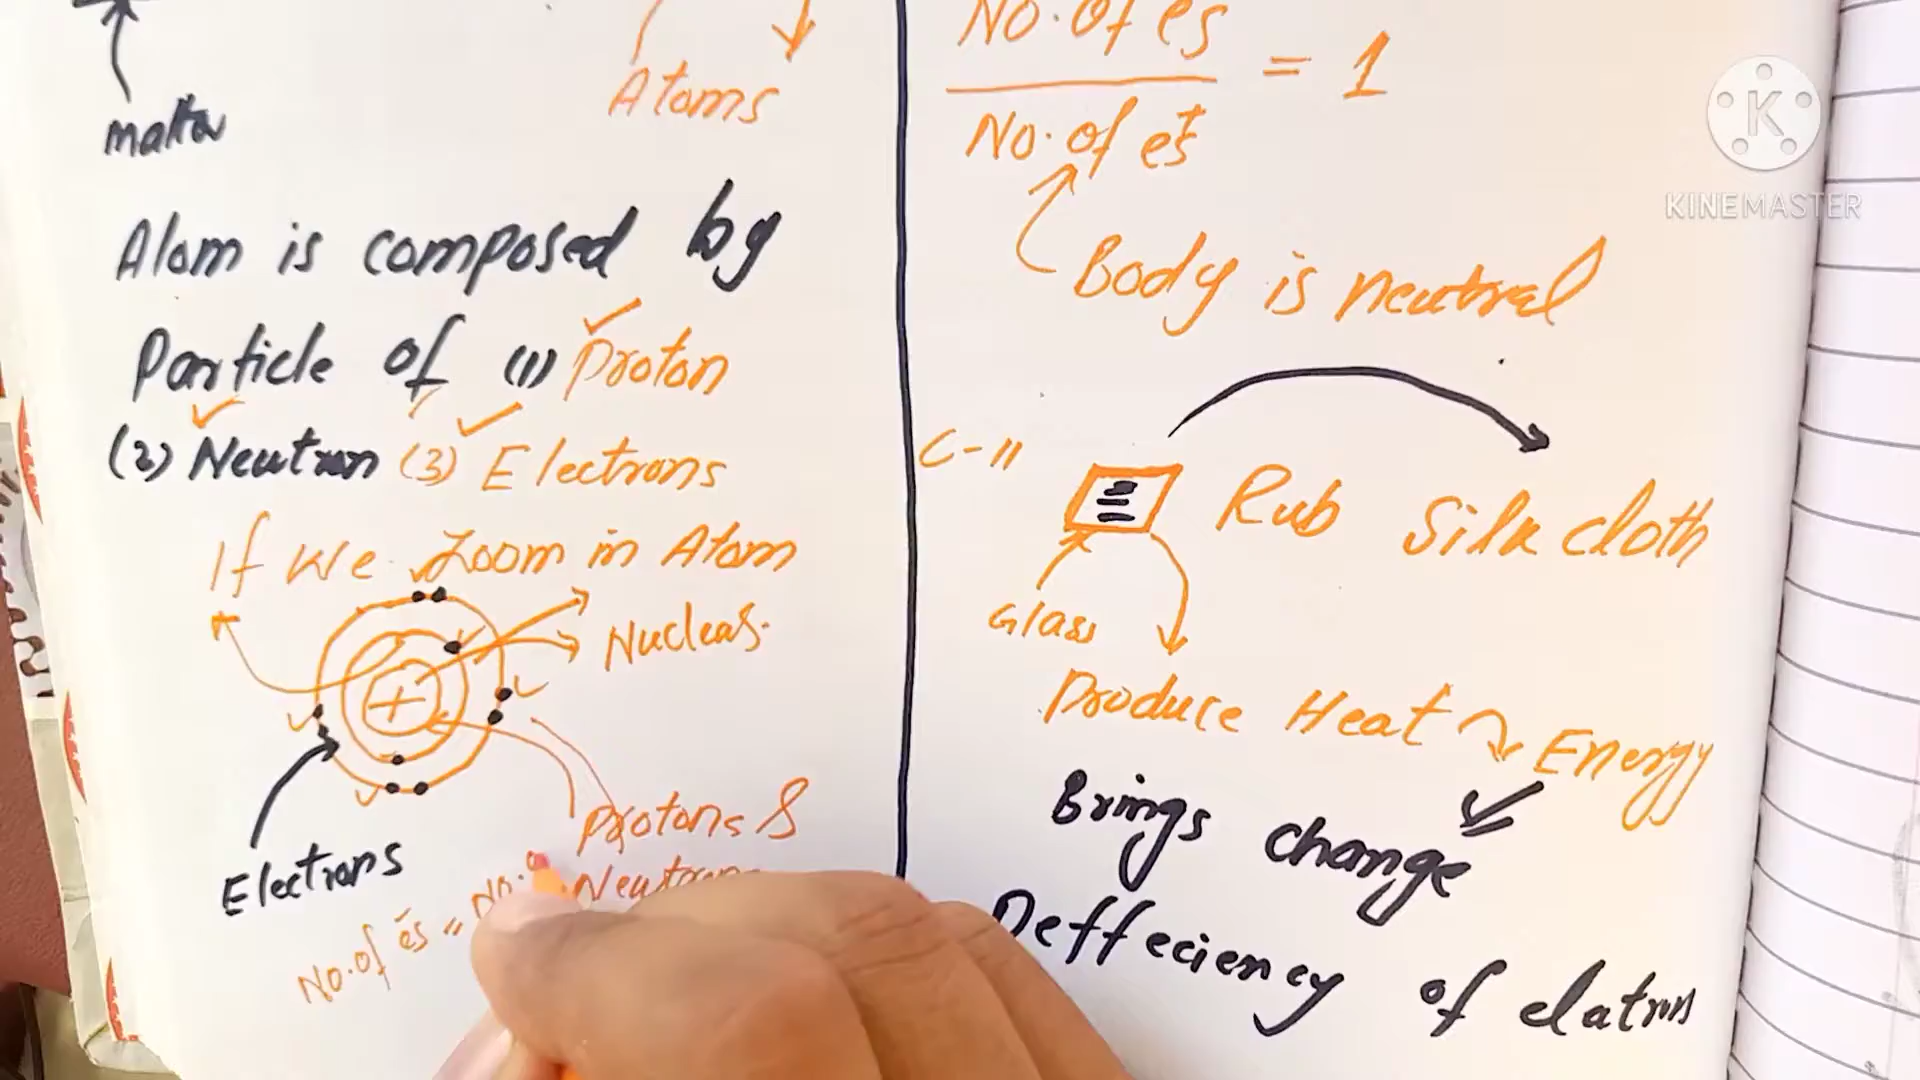 matter
Atoms
Atom is composed by
Particle of (1) Proton
(2) Neutron (3) Electrons
If We Zoom in Atom
Nucleas.
+
Electrons
Protons &
Neutrons
No. of e⁻s = No. o
No. of e⁻s
No. of e⁺s
= 1
Body is neutral
C-11
Rub Silk cloth
Glass
Produce Heat Energy
Brings change
Deffeciency of elatrons
K
KINEMASTER